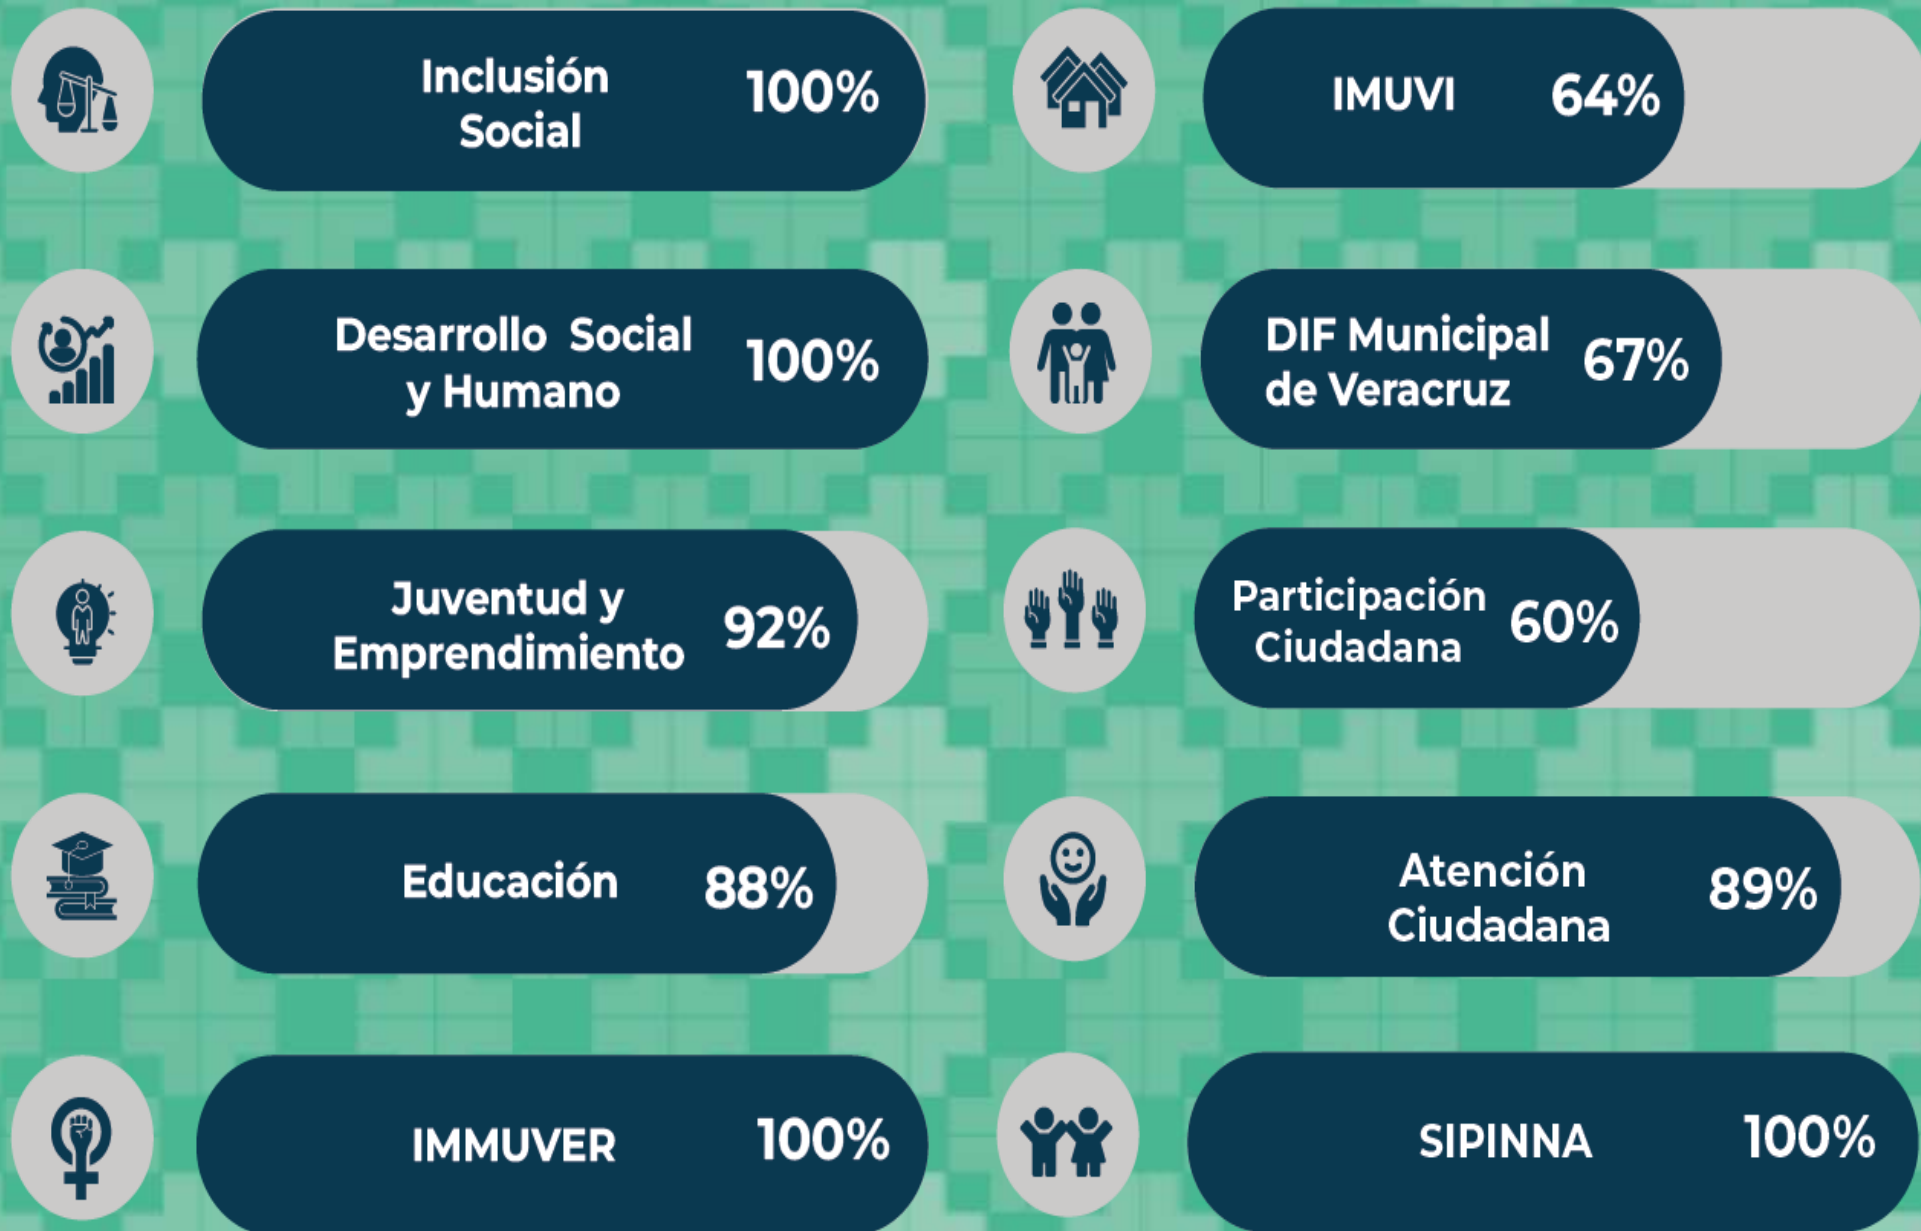 Inclusión
Social
100%
Desarrollo Social
y Humano
100%
Juventud y
Emprendimiento
92%
Educación
88%
IMMUVER
100%
IMUVI
64%
DIF Municipal
de Veracruz
67%
Participación
Ciudadana
60%
Atención
Ciudadana
89%
SIPINNA
100%